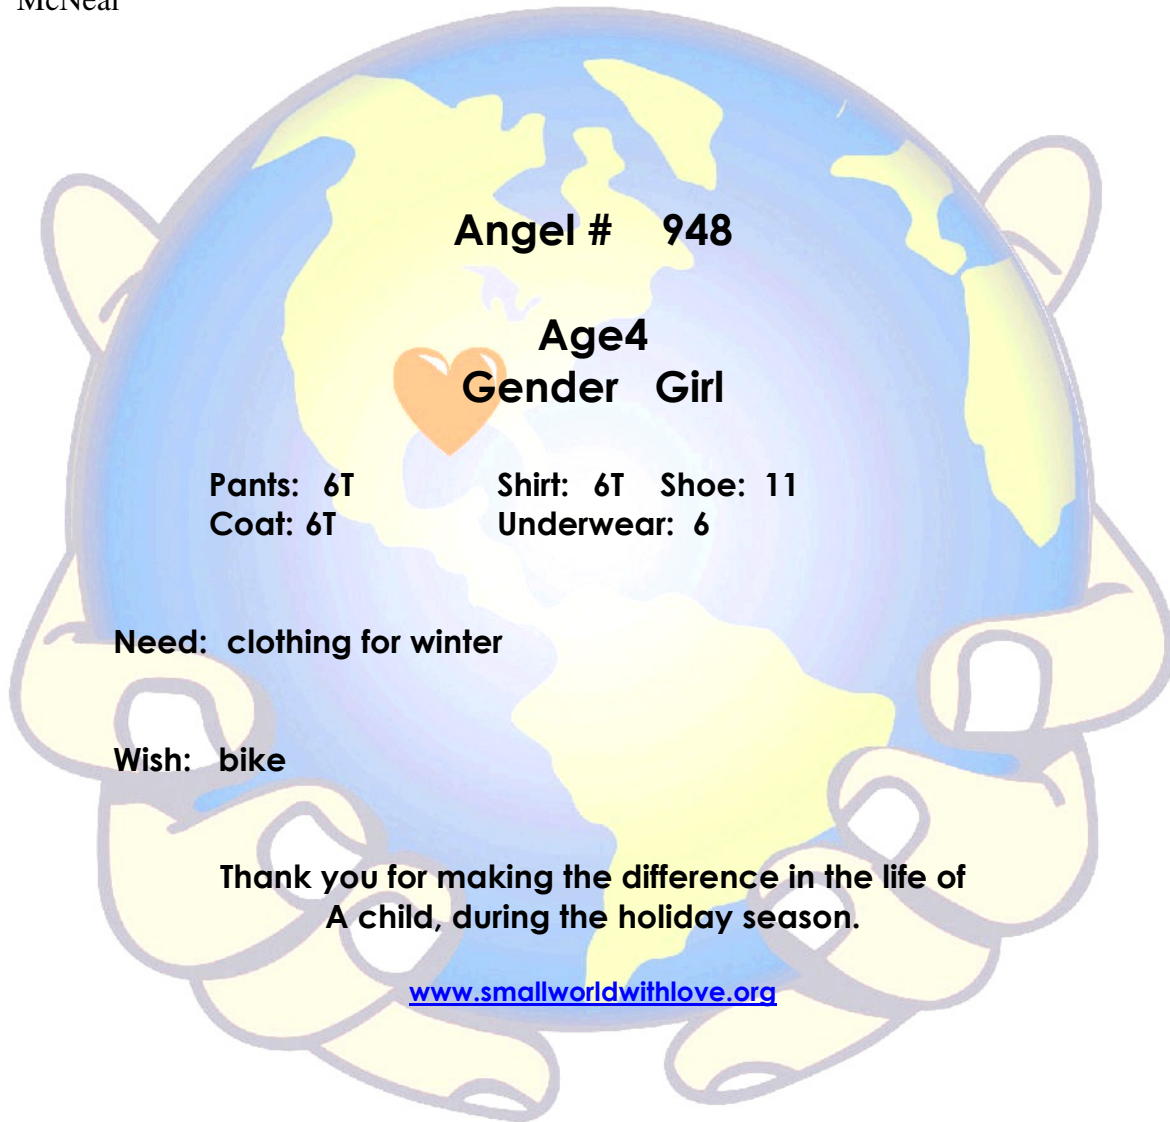 McNeal
Angel # 948
Age4
Gender Girl
Pants: 6T Shirt: 6T Shoe: 11
Coat: 6T Underwear: 6
Need: clothing for winter
Wish: bike
Thank you for making the difference in the life of
A child, during the holiday season.
www.smallworldwithlove.org